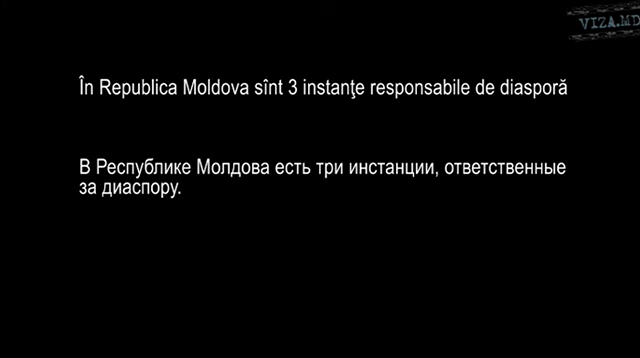 VIZA.MD
În Republica Moldova sînt 3 instanţe responsabile de diasporă
В Республике Молдова есть три инстанции, ответственные
за диаспору.